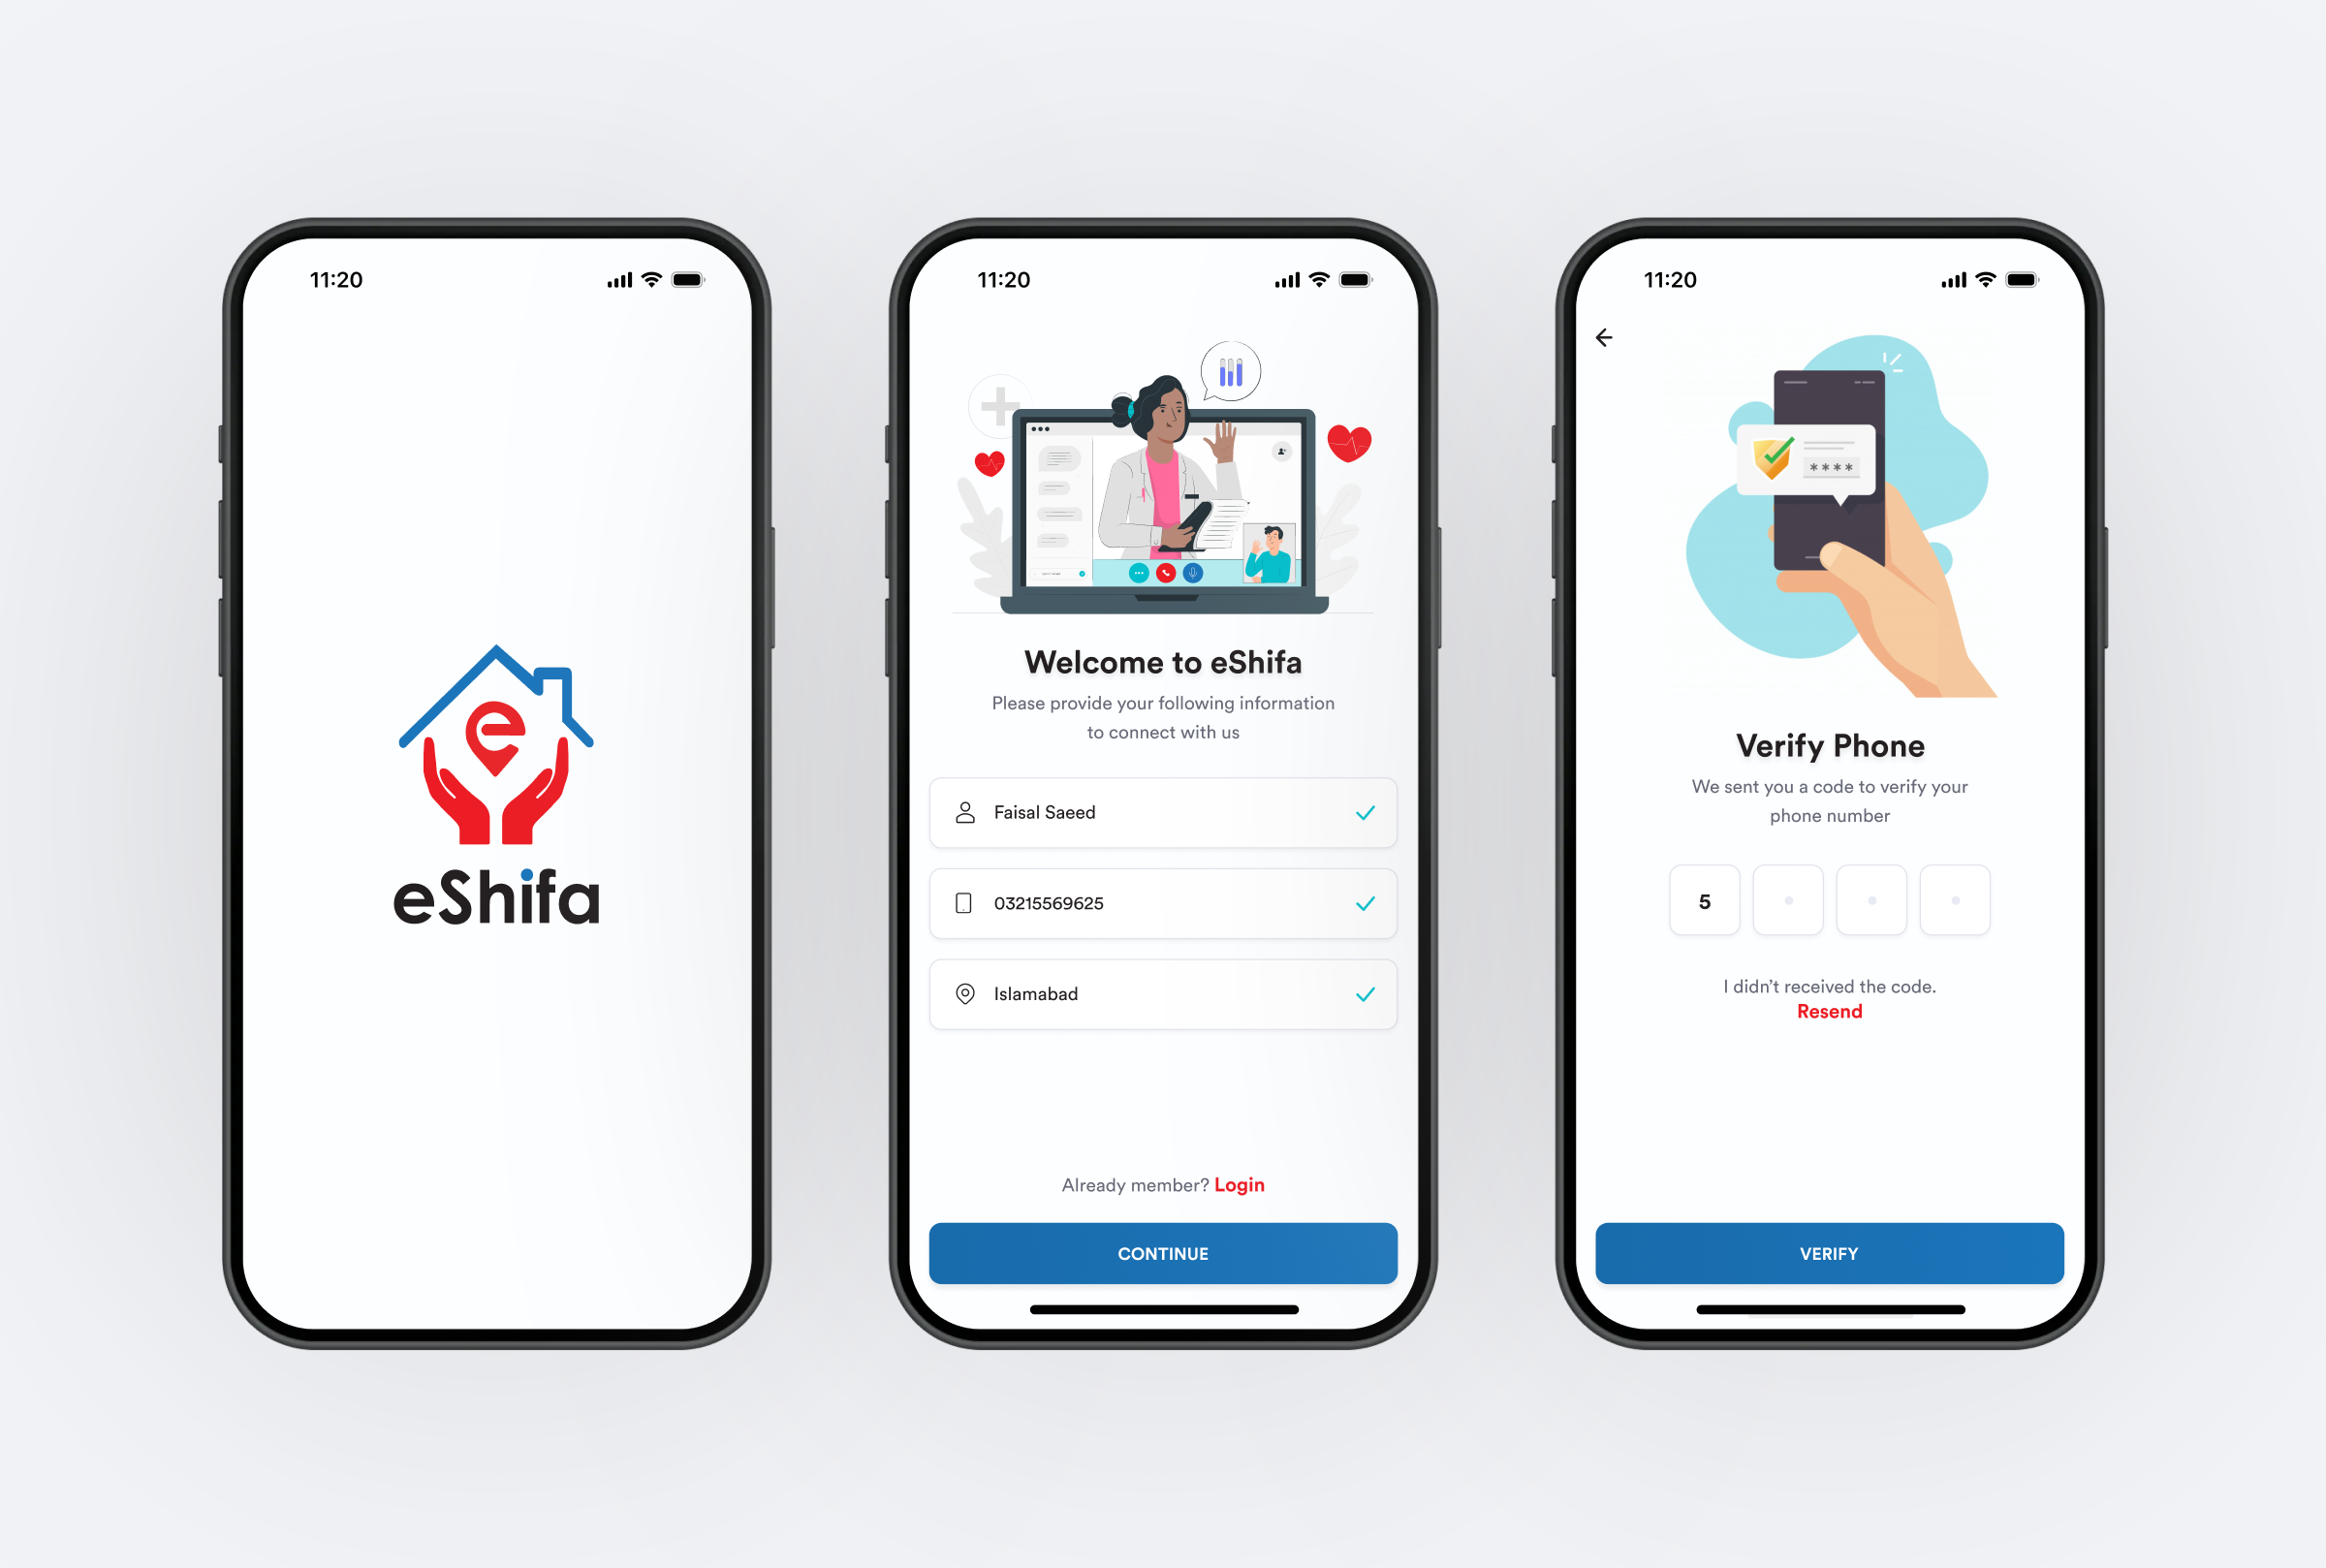 11:20
eShifa
11:20
Welcome to eShifa
Please provide your following information
to connect with us
Faisal Saeed
03215569625
Islamabad
Already member? Login
CONTINUE
11:20
****
Verify Phone
We sent you a code to verify your
phone number
5
I didn't received the code.
Resend
VERIFY